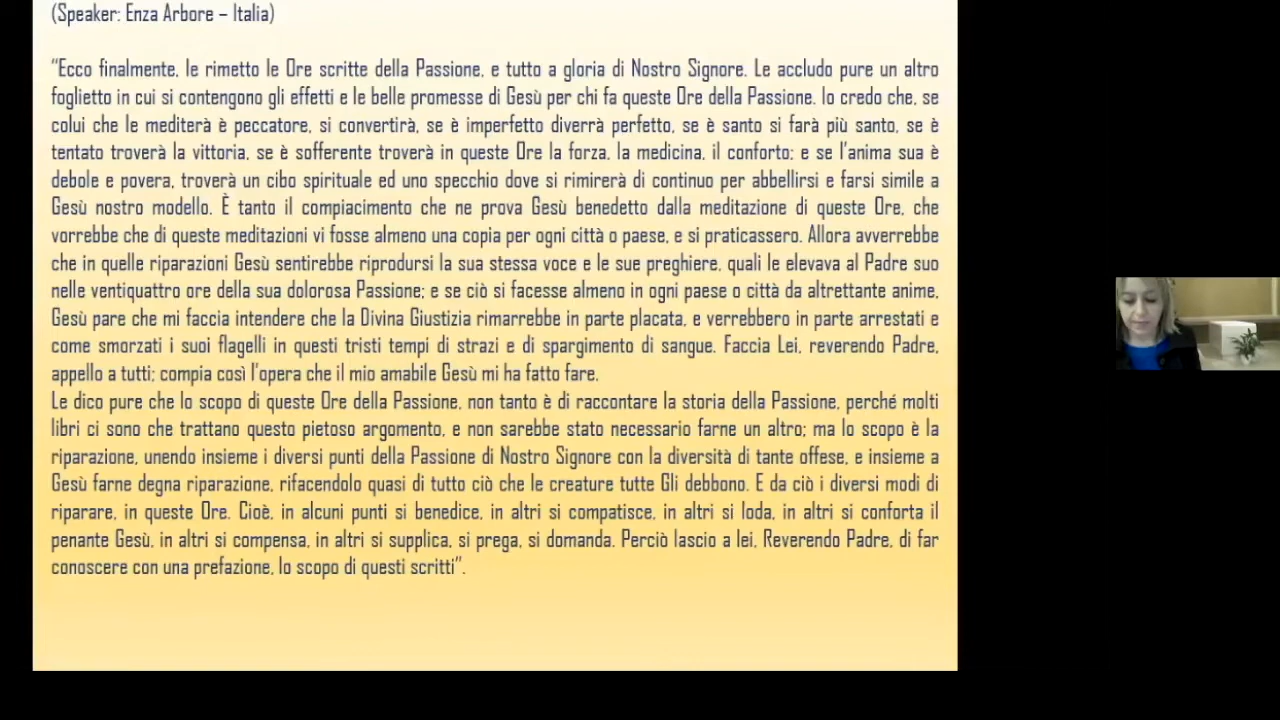 (Speaker: Enza Arbore – Italia)
“Ecco finalmente, le rimetto le Ore scritte della Passione, e tutto a gloria di Nostro Signore. Le accludo pure un altro
foglietto in cui si contengono gli effetti e le belle promesse di Gesù per chi fa queste Ore della Passione. Io credo che, se
colui che le mediterà è peccatore, si convertirà, se è imperfetto diverrà perfetto, se è santo si farà più santo, se è
tentato troverà la vittoria, se è sofferente troverà in queste Ore la forza, la medicina, il conforto; e se l’anima sua è
debole e povera, troverà un cibo spirituale ed uno specchio dove si rimirerà di continuo per abbellirsi e farsi simile a
Gesù nostro modello. È tanto il compiacimento che ne prova Gesù benedetto dalla meditazione di queste Ore, che
vorrebbe che di queste meditazioni vi fosse almeno una copia per ogni città o paese, e si praticassero. Allora avverrebbe
che in quelle riparazioni Gesù sentirebbe riprodursi la sua stessa voce e le sue preghiere, quali le elevava al Padre suo
nelle ventiquattro ore della sua dolorosa Passione; e se ciò si facesse almeno in ogni paese o città da altrettante anime,
Gesù pare che mi faccia intendere che la Divina Giustizia rimarrebbe in parte placata, e verrebbero in parte arrestati e
come smorzati i suoi flagelli in questi tristi tempi di strazi e di spargimento di sangue. Faccia Lei, reverendo Padre,
appello a tutti; compia così l’opera che il mio amabile Gesù mi ha fatto fare.
Le dico pure che lo scopo di queste Ore della Passione, non tanto è di raccontare la storia della Passione, perché molti
libri ci sono che trattano questo pietoso argomento, e non sarebbe stato necessario farne un altro; ma lo scopo è la
riparazione, unendo insieme i diversi punti della Passione di Nostro Signore con la diversità di tante offese, e insieme a
Gesù farne degna riparazione, rifacendolo quasi di tutto ciò che le creature tutte Gli debbono. E da ciò i diversi modi di
riparare, in queste Ore. Cioè, in alcuni punti si benedice, in altri si compatisce, in altri si loda, in altri si conforta il
penante Gesù, in altri si compensa, in altri si supplica, si prega, si domanda. Perciò lascio a lei, Reverendo Padre, di far
conoscere con una prefazione, lo scopo di questi scritti”.